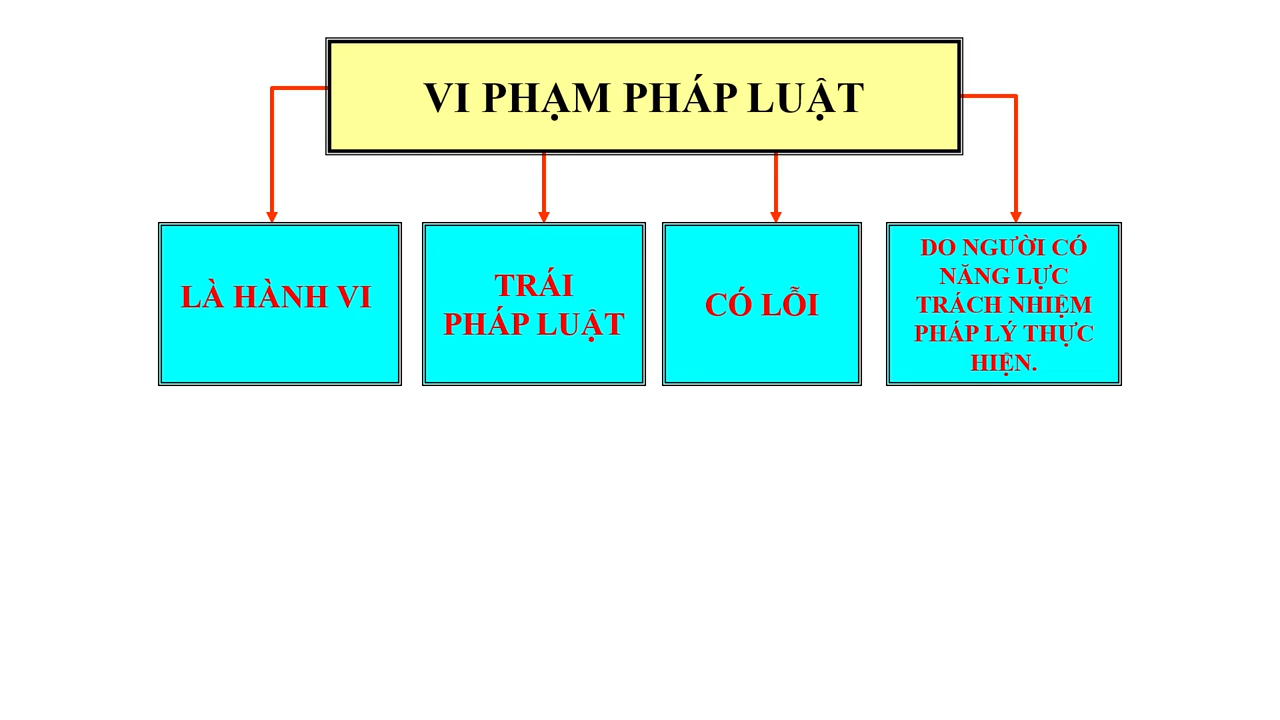 VI PHẠM PHÁP LUẬT
LÀ HÀNH VI
TRÁI
PHÁP LUẬT
CÓ LỖI
DO NGƯỜI CÓ
NĂNG LỰC
TRÁCH NHIỆM
PHÁP LÝ THỰC
HIỆN.